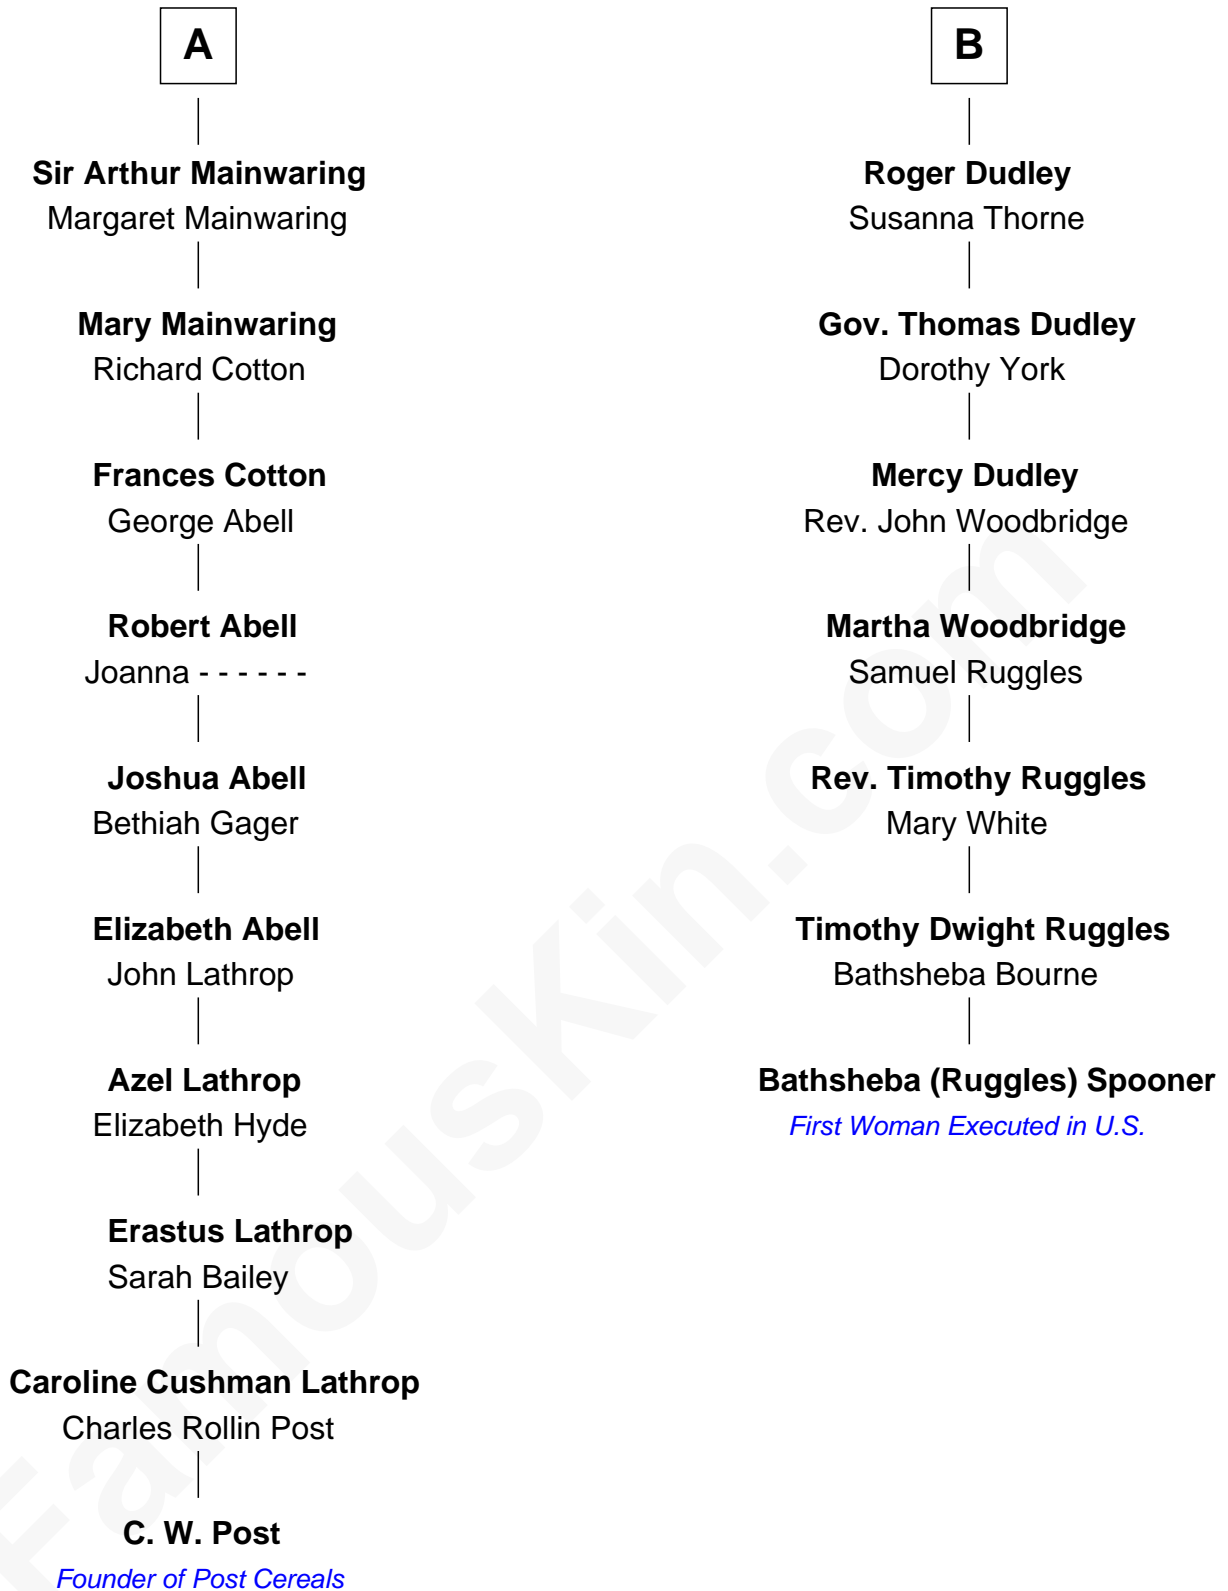 A
Sir Arthur Mainwaring
Margaret Mainwaring
Mary Mainwaring
Richard Cotton
Frances Cotton
George Abell
Robert Abell
Joanna - - - - - -
Joshua Abell
Bethiah Gager
Elizabeth Abell
John Lathrop
Azel Lathrop
Elizabeth Hyde
Erastus Lathrop
Sarah Bailey
Caroline Cushman Lathrop
Charles Rollin Post
C. W. Post
Founder of Post Cereals
B
Roger Dudley
Susanna Thorne
Gov. Thomas Dudley
Dorothy York
Mercy Dudley
Rev. John Woodbridge
Martha Woodbridge
Samuel Ruggles
Rev. Timothy Ruggles
Mary White
Timothy Dwight Ruggles
Bathsheba Bourne
Bathsheba (Ruggles) Spooner
First Woman Executed in U.S.
FamousKin.com